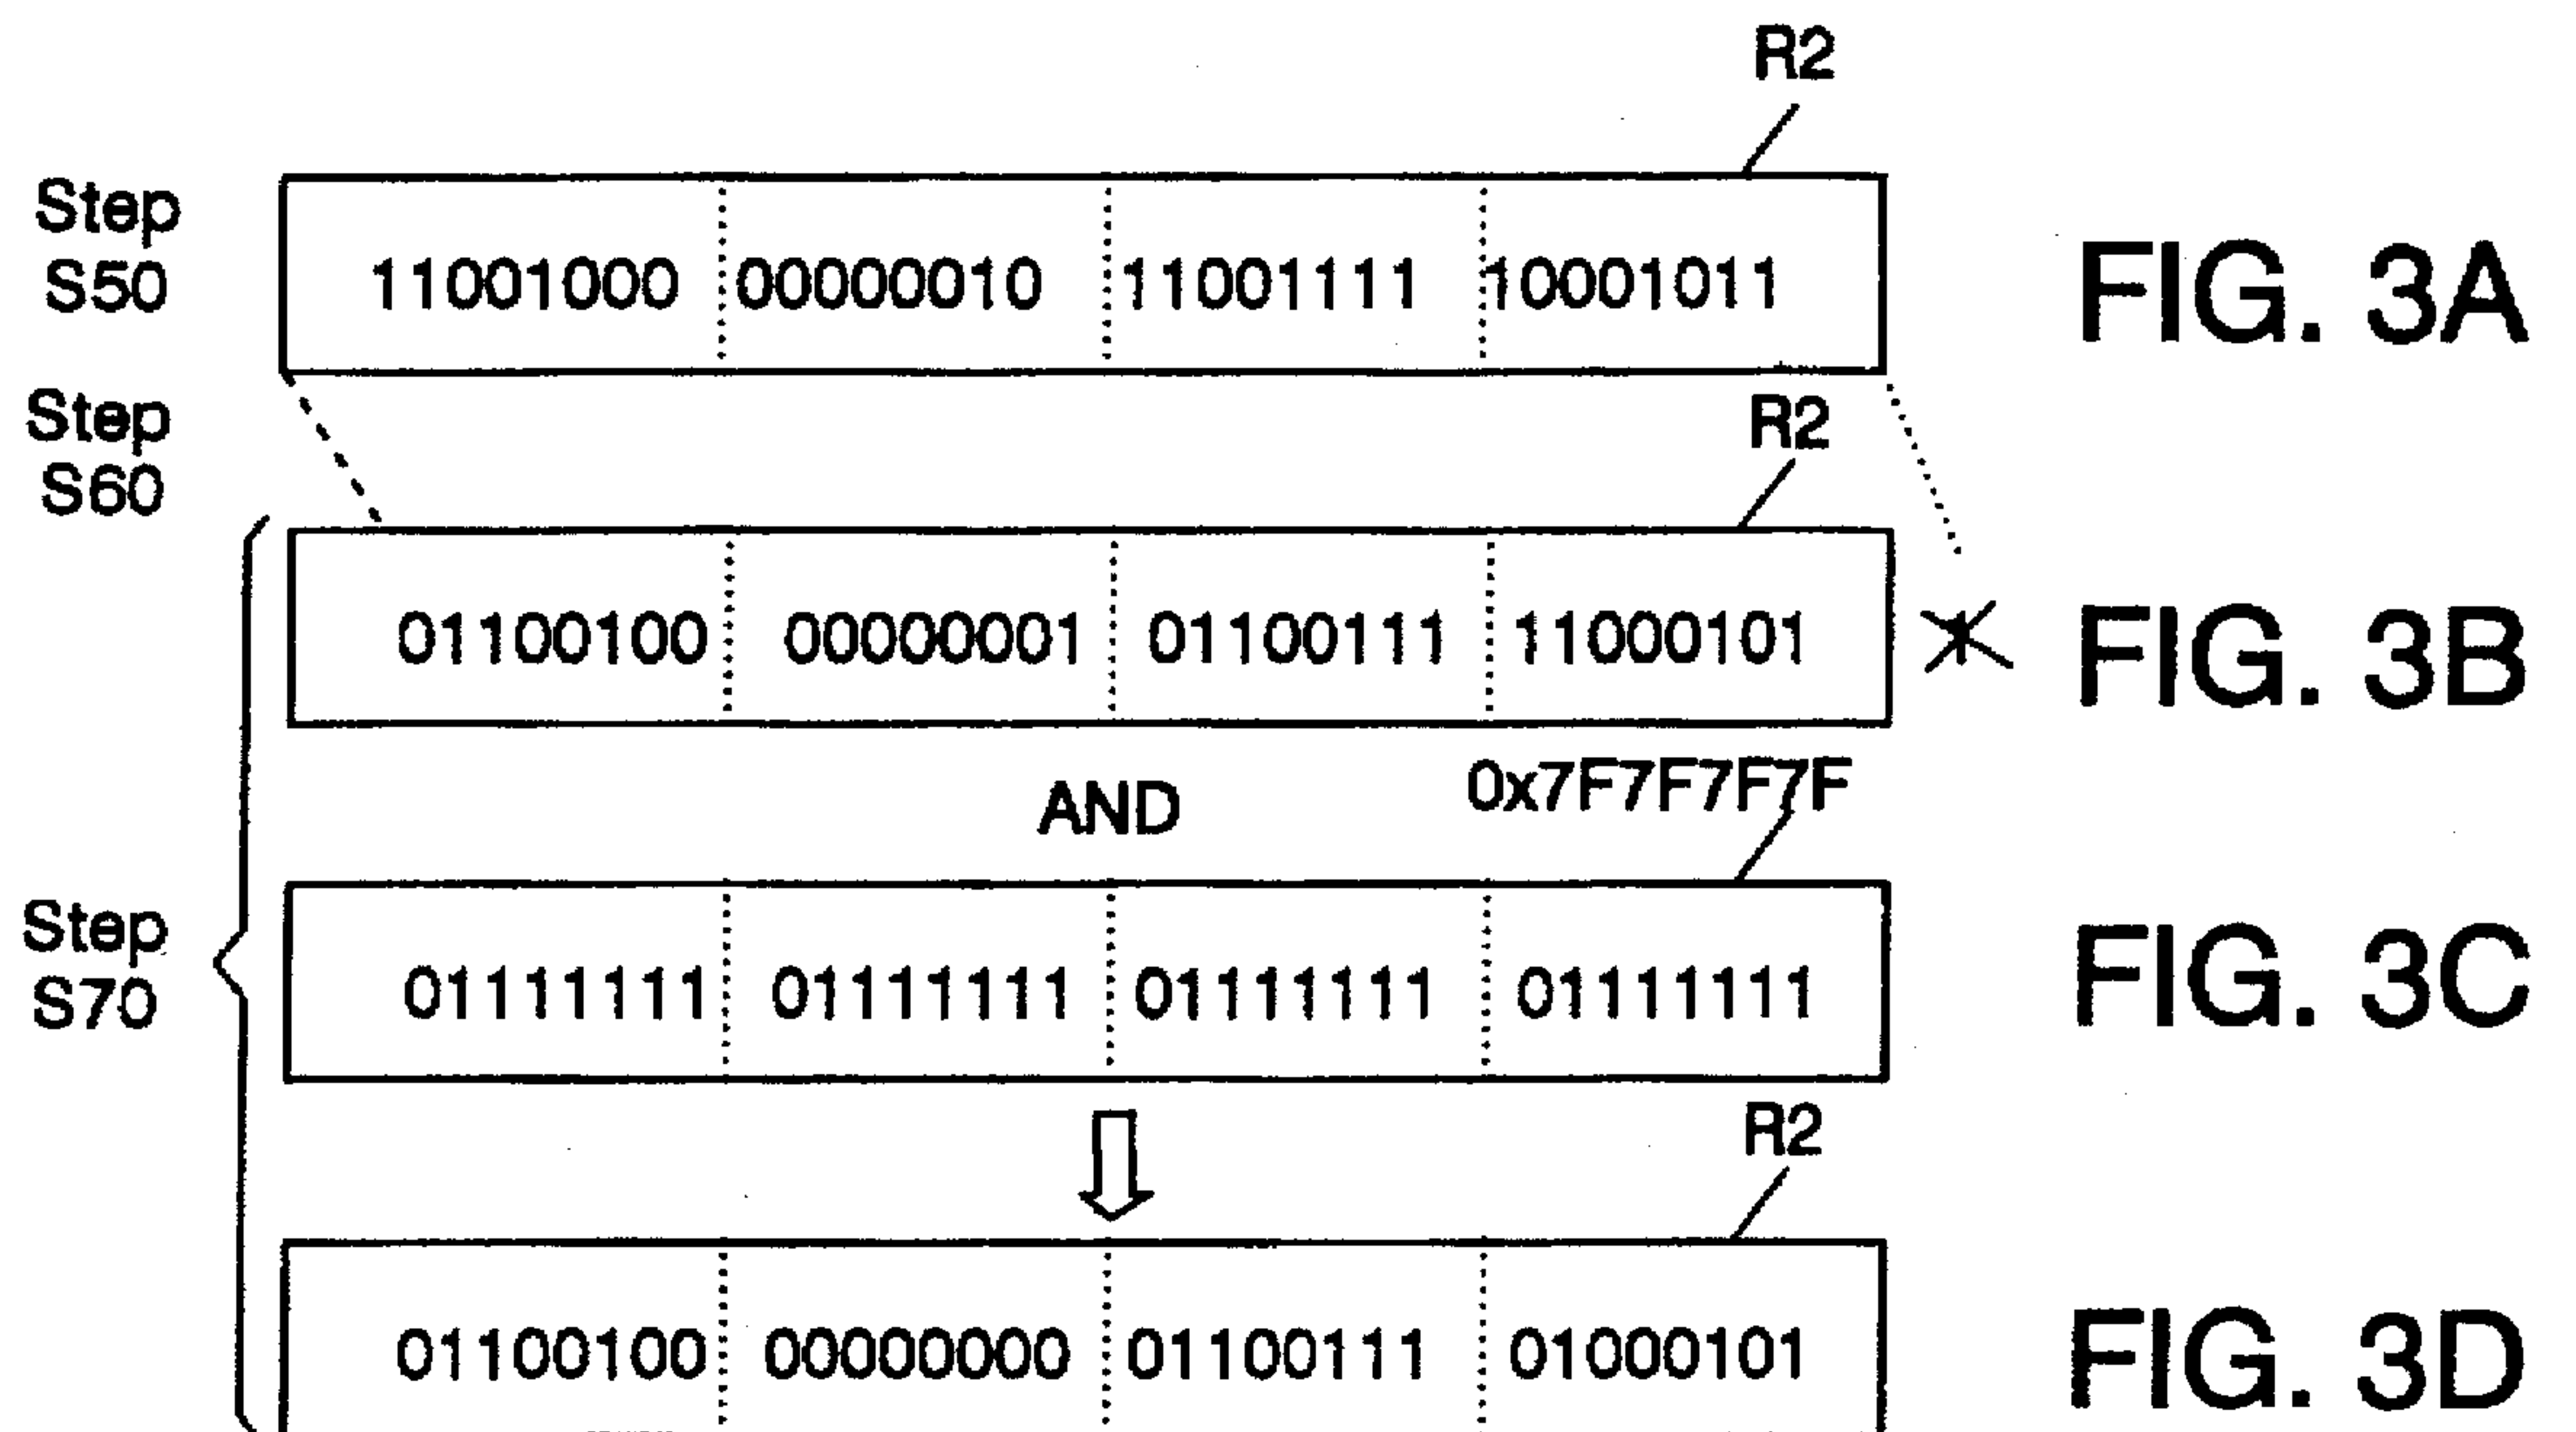 R2
Step
S50
11001000 00000010 11001111 10001011
FIG. 3A
Step
S60
R2
01100100 00000001 01100111 11000101
FIG. 3B
AND
0x7F7F7F7F
Step
S70
01111111 01111111 01111111 01111111
FIG. 3C
R2
01100100 00000000 01100111 01000101
FIG. 3D